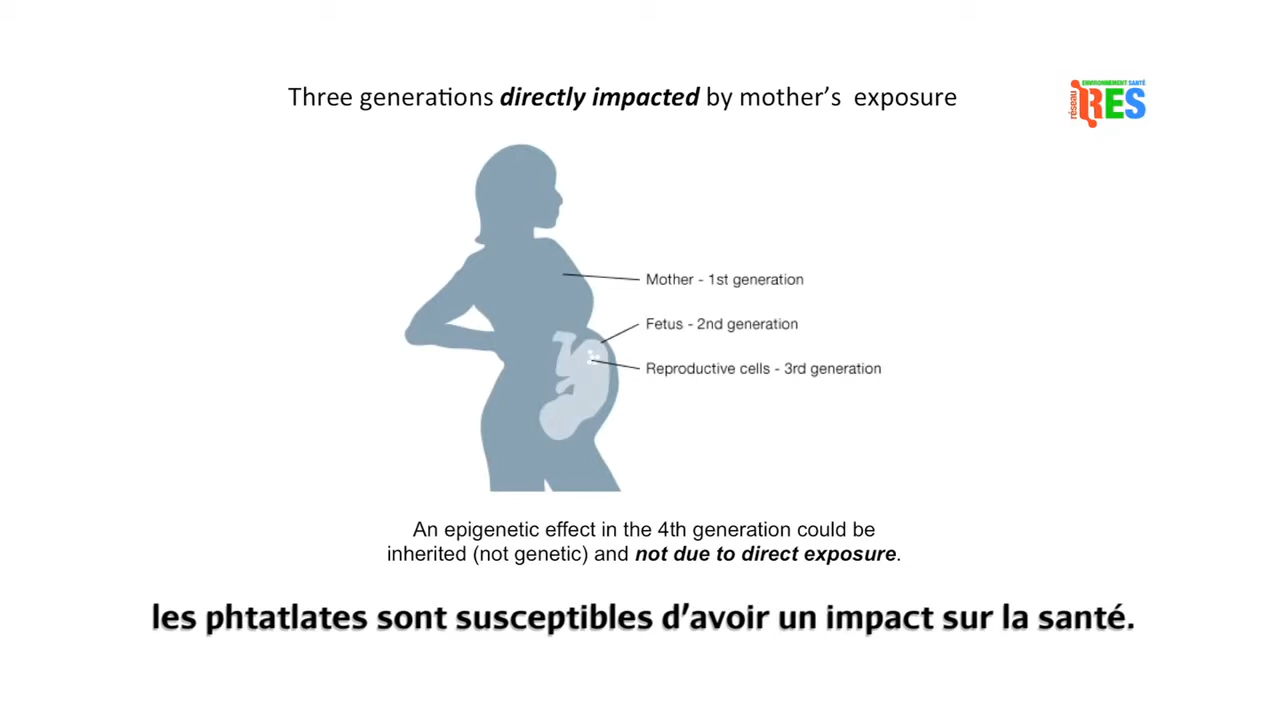 Three generations directly impacted by mother's  exposure
ENVIRONNEMENT SANTÉ
réseau
RES
Mother - 1st generation
Fetus - 2nd generation
Reproductive cells - 3rd generation
An epigenetic effect in the 4th generation could be
inherited (not genetic) and not due to direct exposure.
les phtatlates sont susceptibles d'avoir un impact sur la santé.